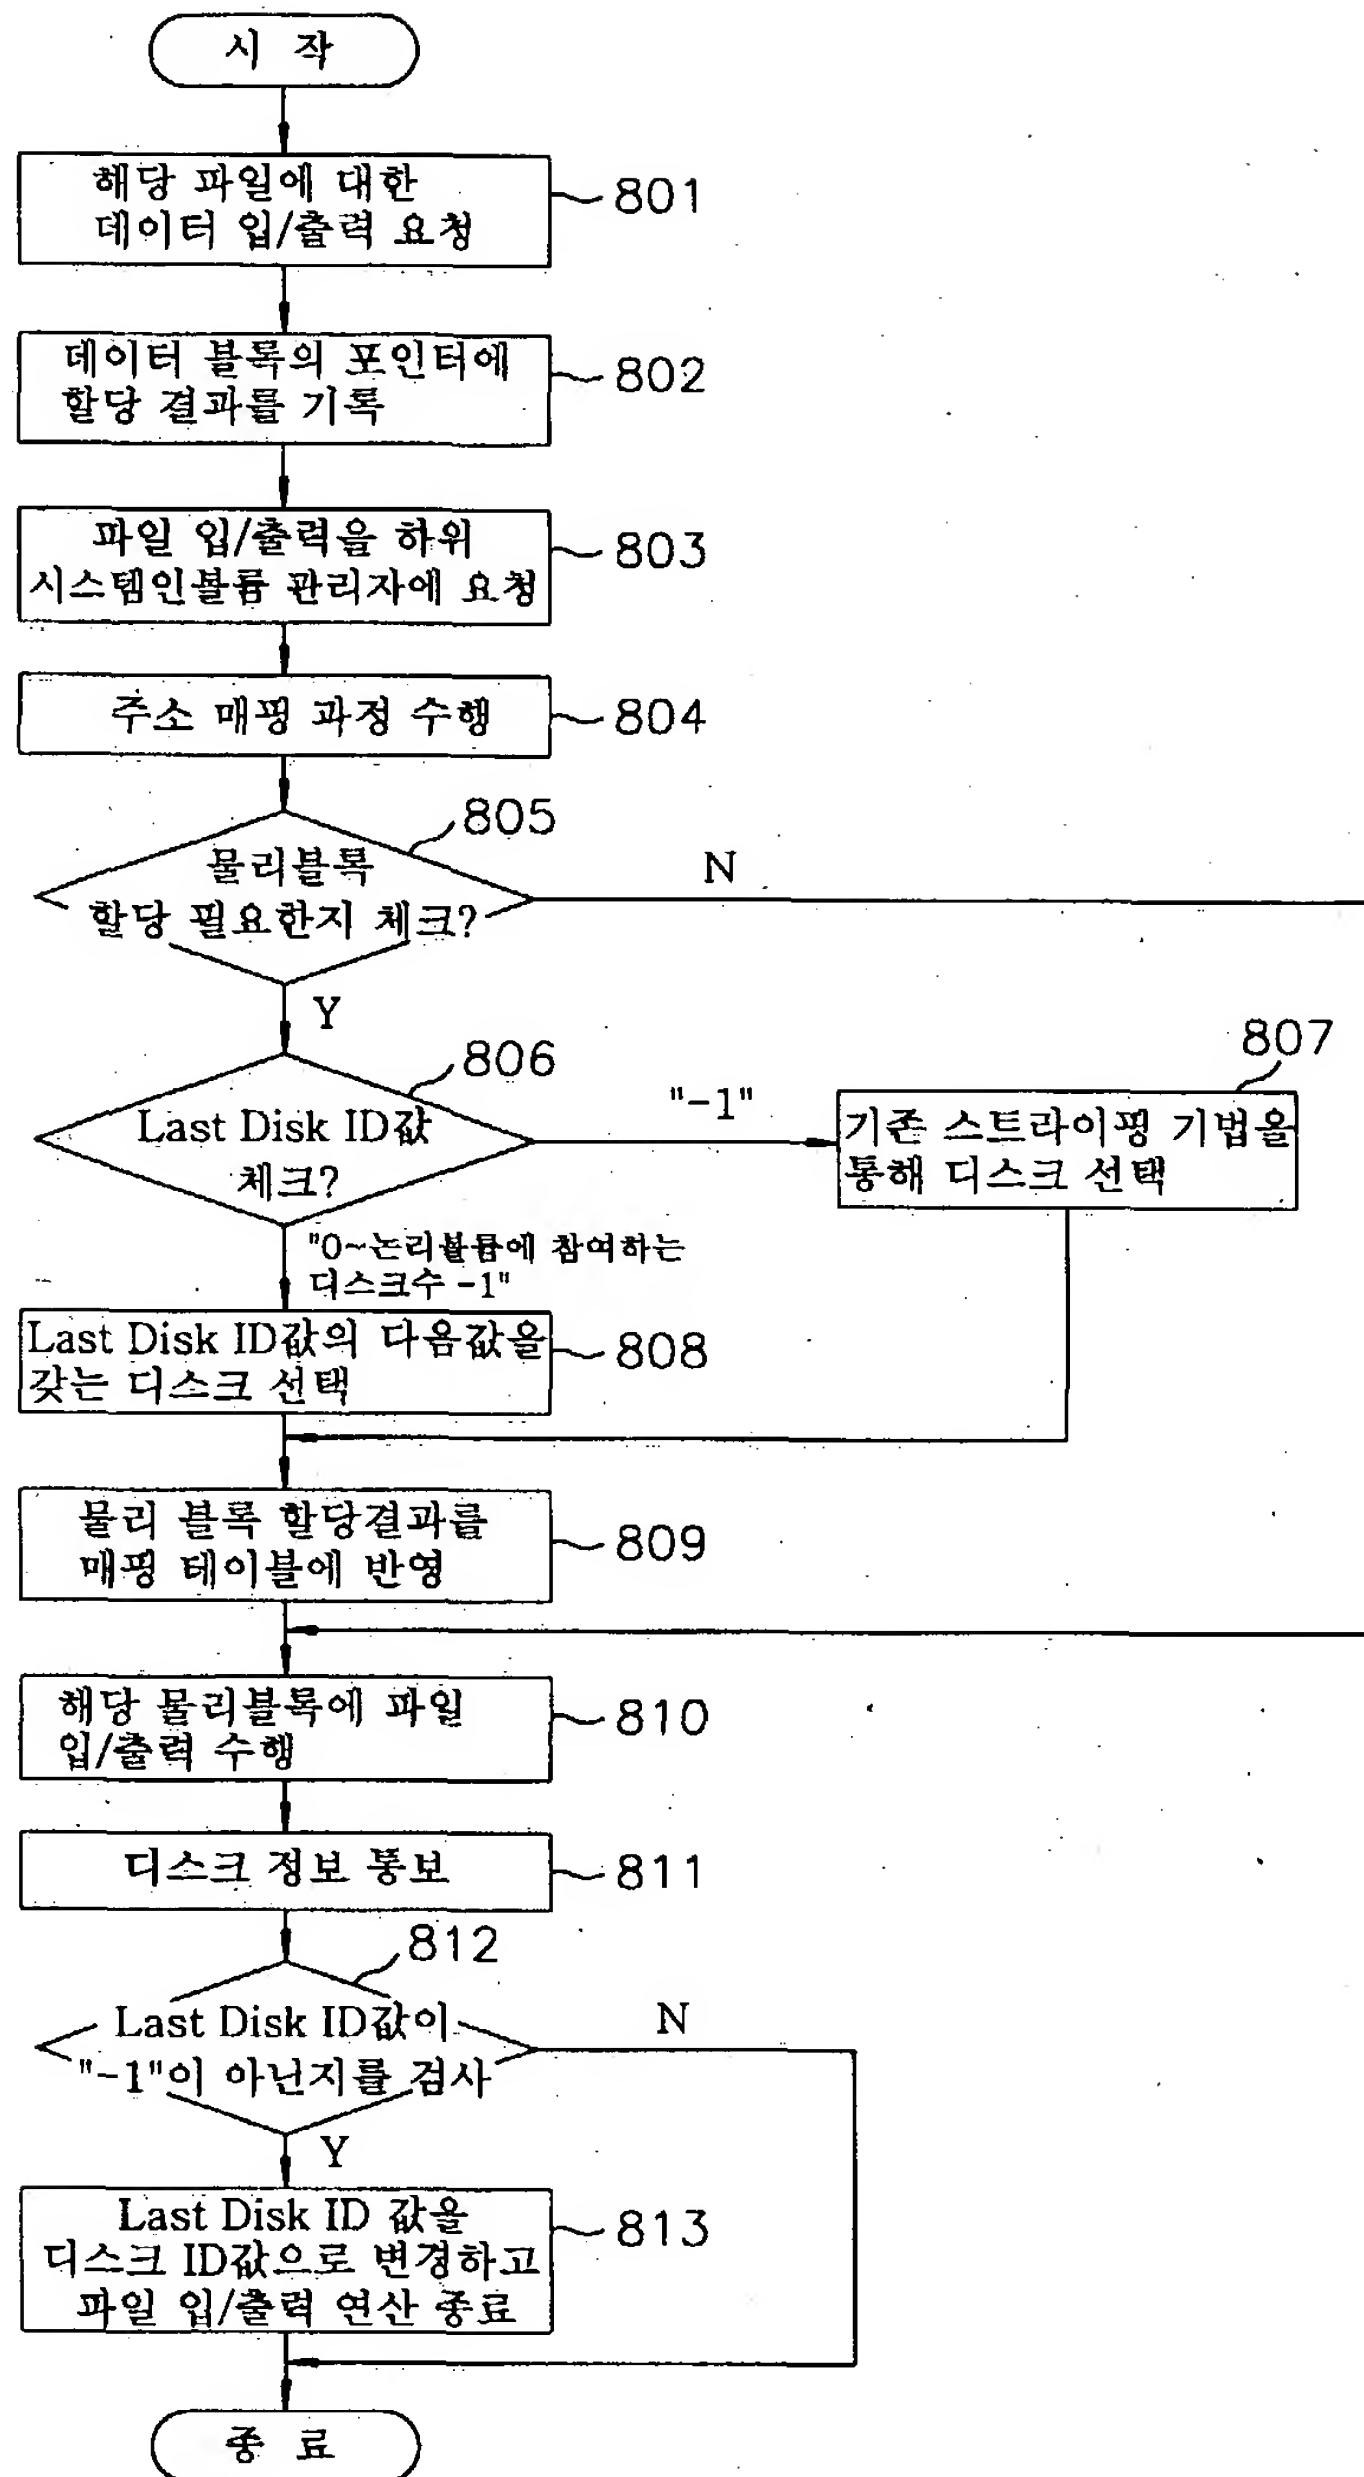 시 작
해당 파일에 대한
데이터 입/출력 요청
801
데이터 블록의 포인터에
할당 결과를 기록
802
파일 입/출력을 하위
시스템인볼륨 관리자에 요청
803
주소 매핑 과정 수행
804
805
물리블록
할당 필요한지 체크?
N
Y
806
Last Disk ID값
체크?
"-1"
807
기존 스트라이핑 기법을
통해 디스크 선택
"0~논리볼륨에 참여하는
디스크수 -1"
Last Disk ID값의 다음값을
갖는 디스크 선택
808
물리 블록 할당결과를
매핑 테이블에 반영
809
해당 물리블록에 파일
입/출력 수행
810
디스크 정보 통보
811
812
Last Disk ID값이
"-1"이 아닌지를 검사
N
Y
Last Disk ID 값을
디스크 ID값으로 변경하고
파일 입/출력 연산 종료
813
종 료